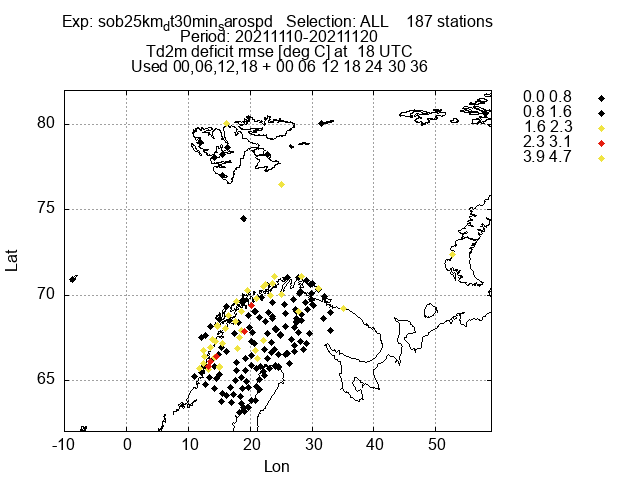 Exp: sob25km_dt30min_sarospd   Selection: ALL    187 stations
Period: 20211110-20211120
Td2m deficit rmse [deg C] at  18 UTC
Used 00,06,12,18 + 00 06 12 18 24 30 36
0.0 0.8
0.8 1.6
1.6 2.3
2.3 3.1
3.9 4.7
80
75
70
65
Lat
-10 0 10 20 30 40 50
Lon